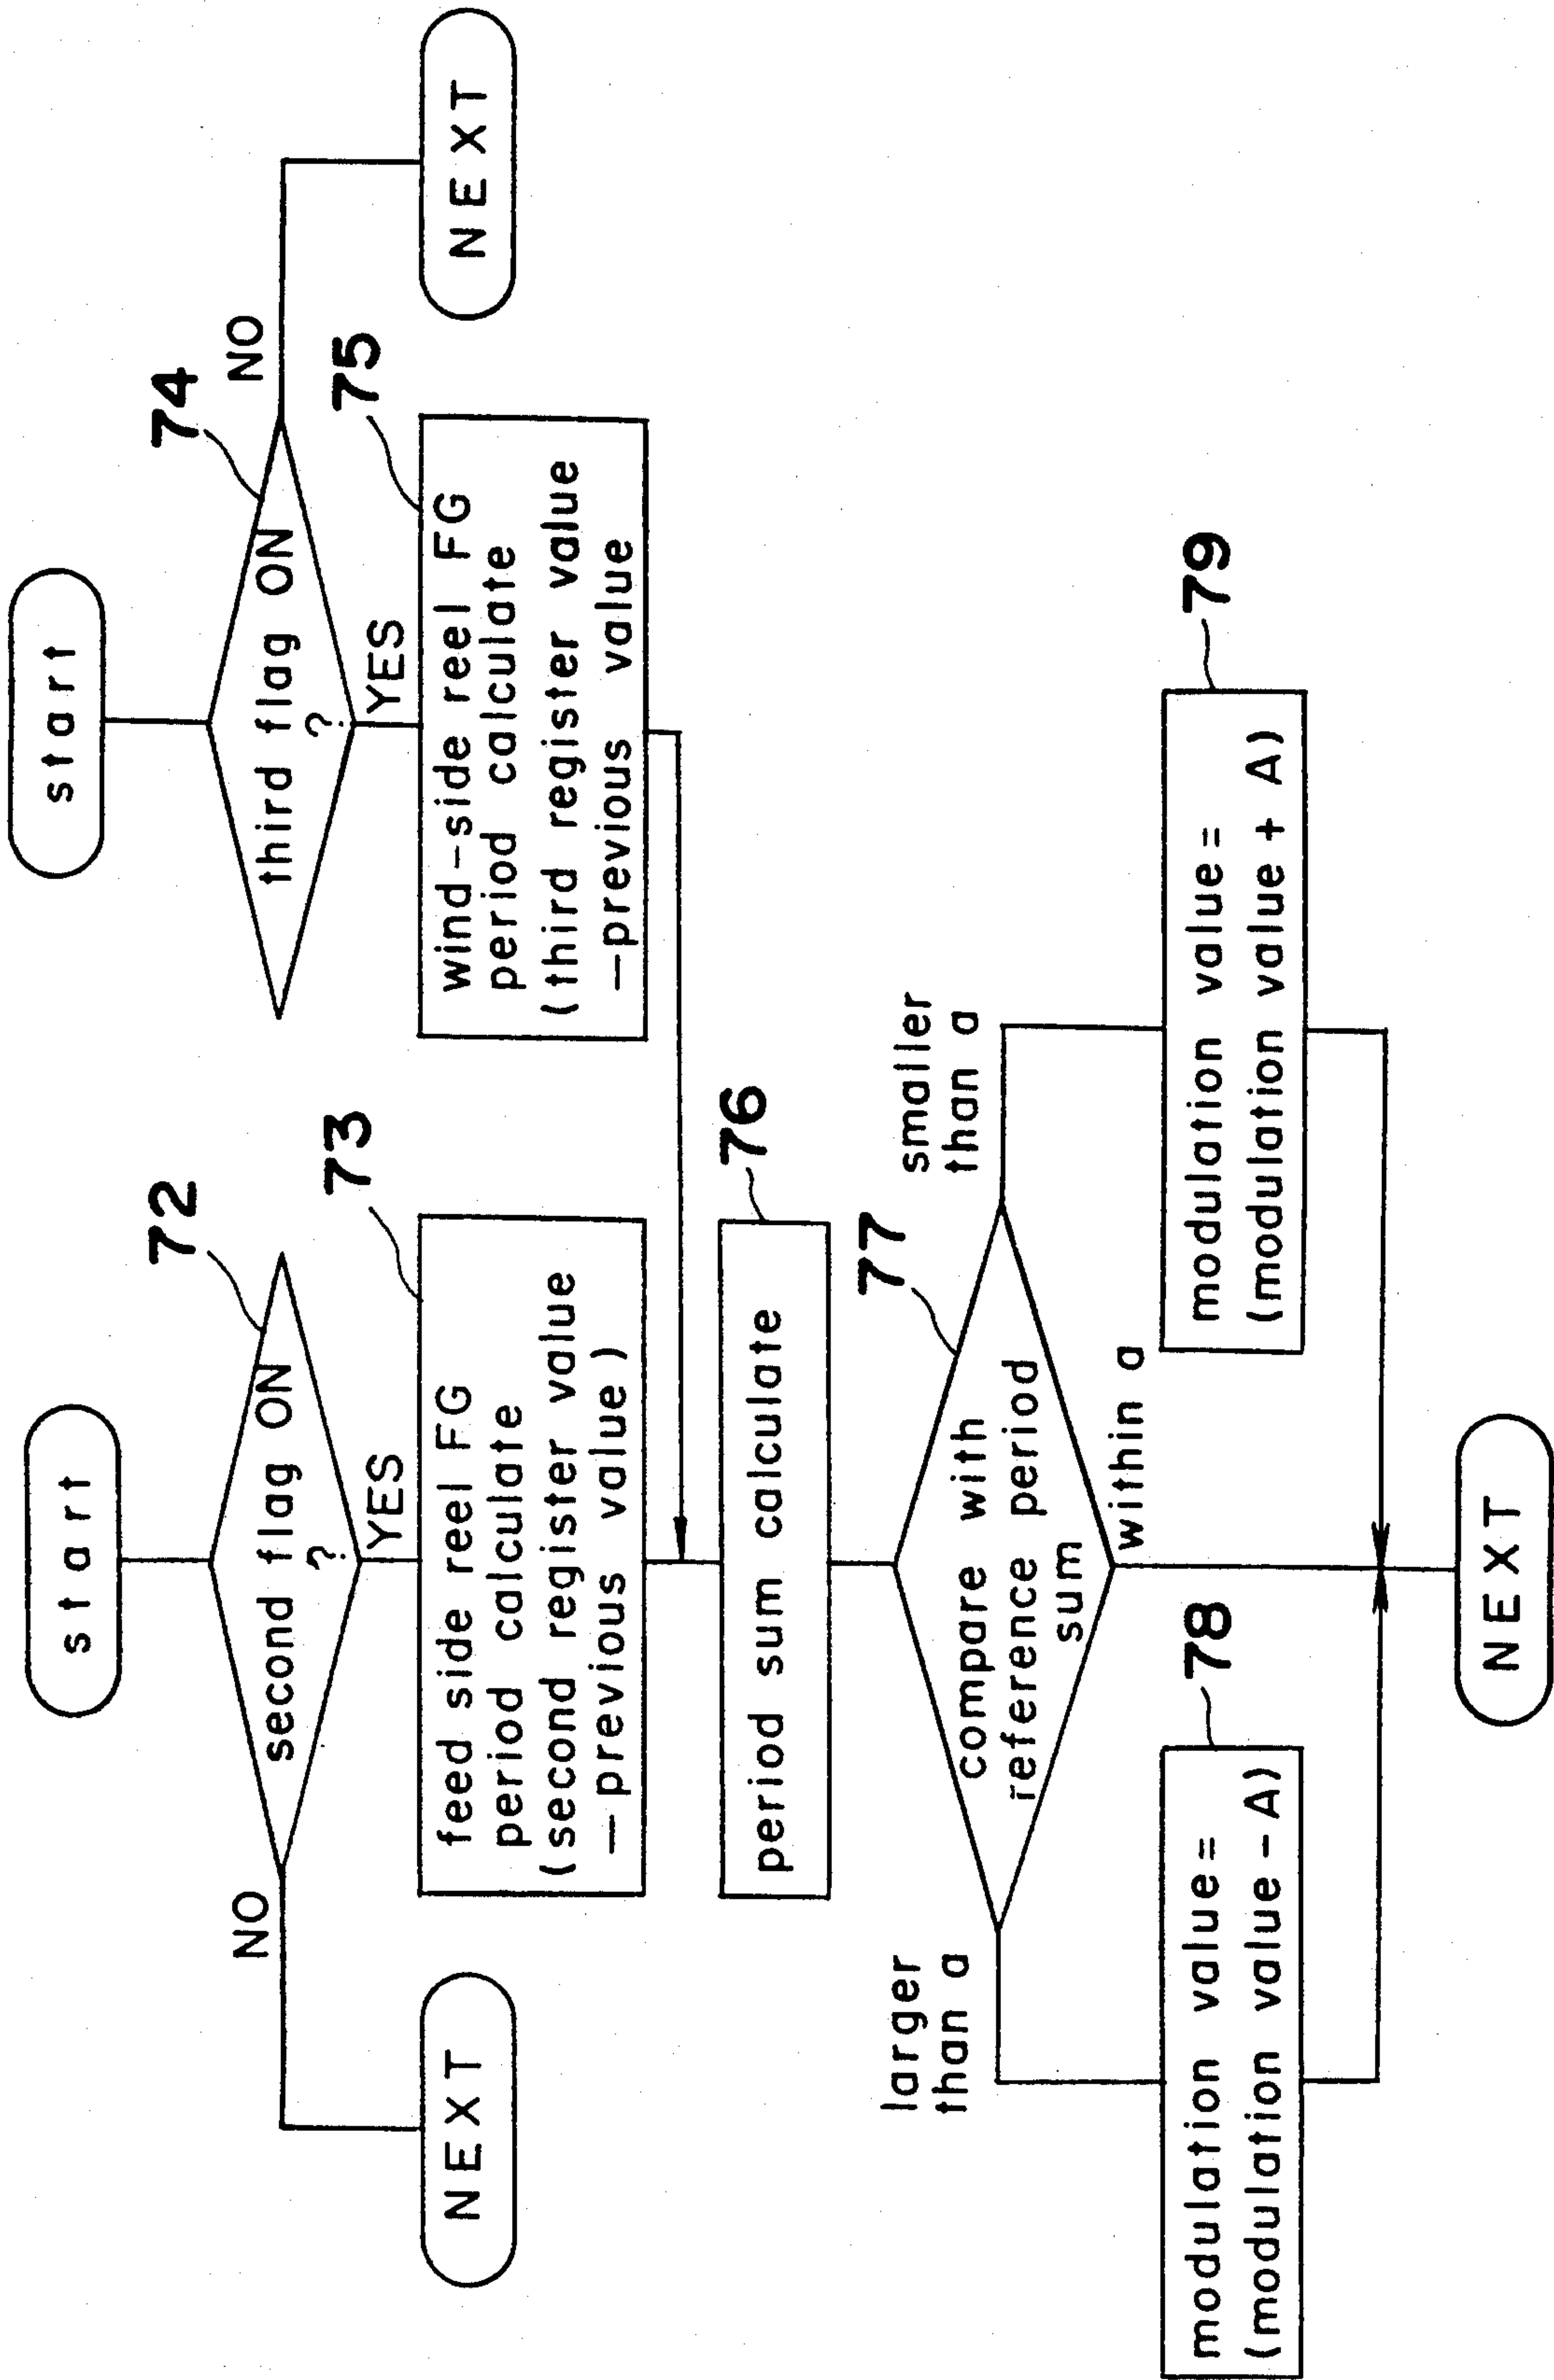 start
second flag ON
?
72
NO
YES
NEXT
feed side reel FG
period calculate
(second register value
—previous value)
73
start
third flag ON
?
74
NO
YES
NEXT
wind-side reel FG
period calculate
(third register value
—previous value
75
period sum calculate
76
compare with
reference period
sum
77
larger
than a
smaller
than a
within a
modulation value=
(modulation value - A)
78
modulation value=
(modulation value + A)
79
NEXT